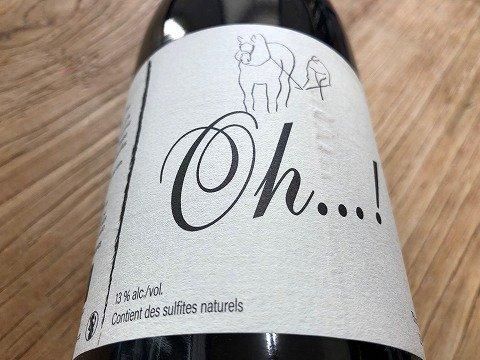 Oh...!
13 % alc./vol.
Contient des sulfites naturels